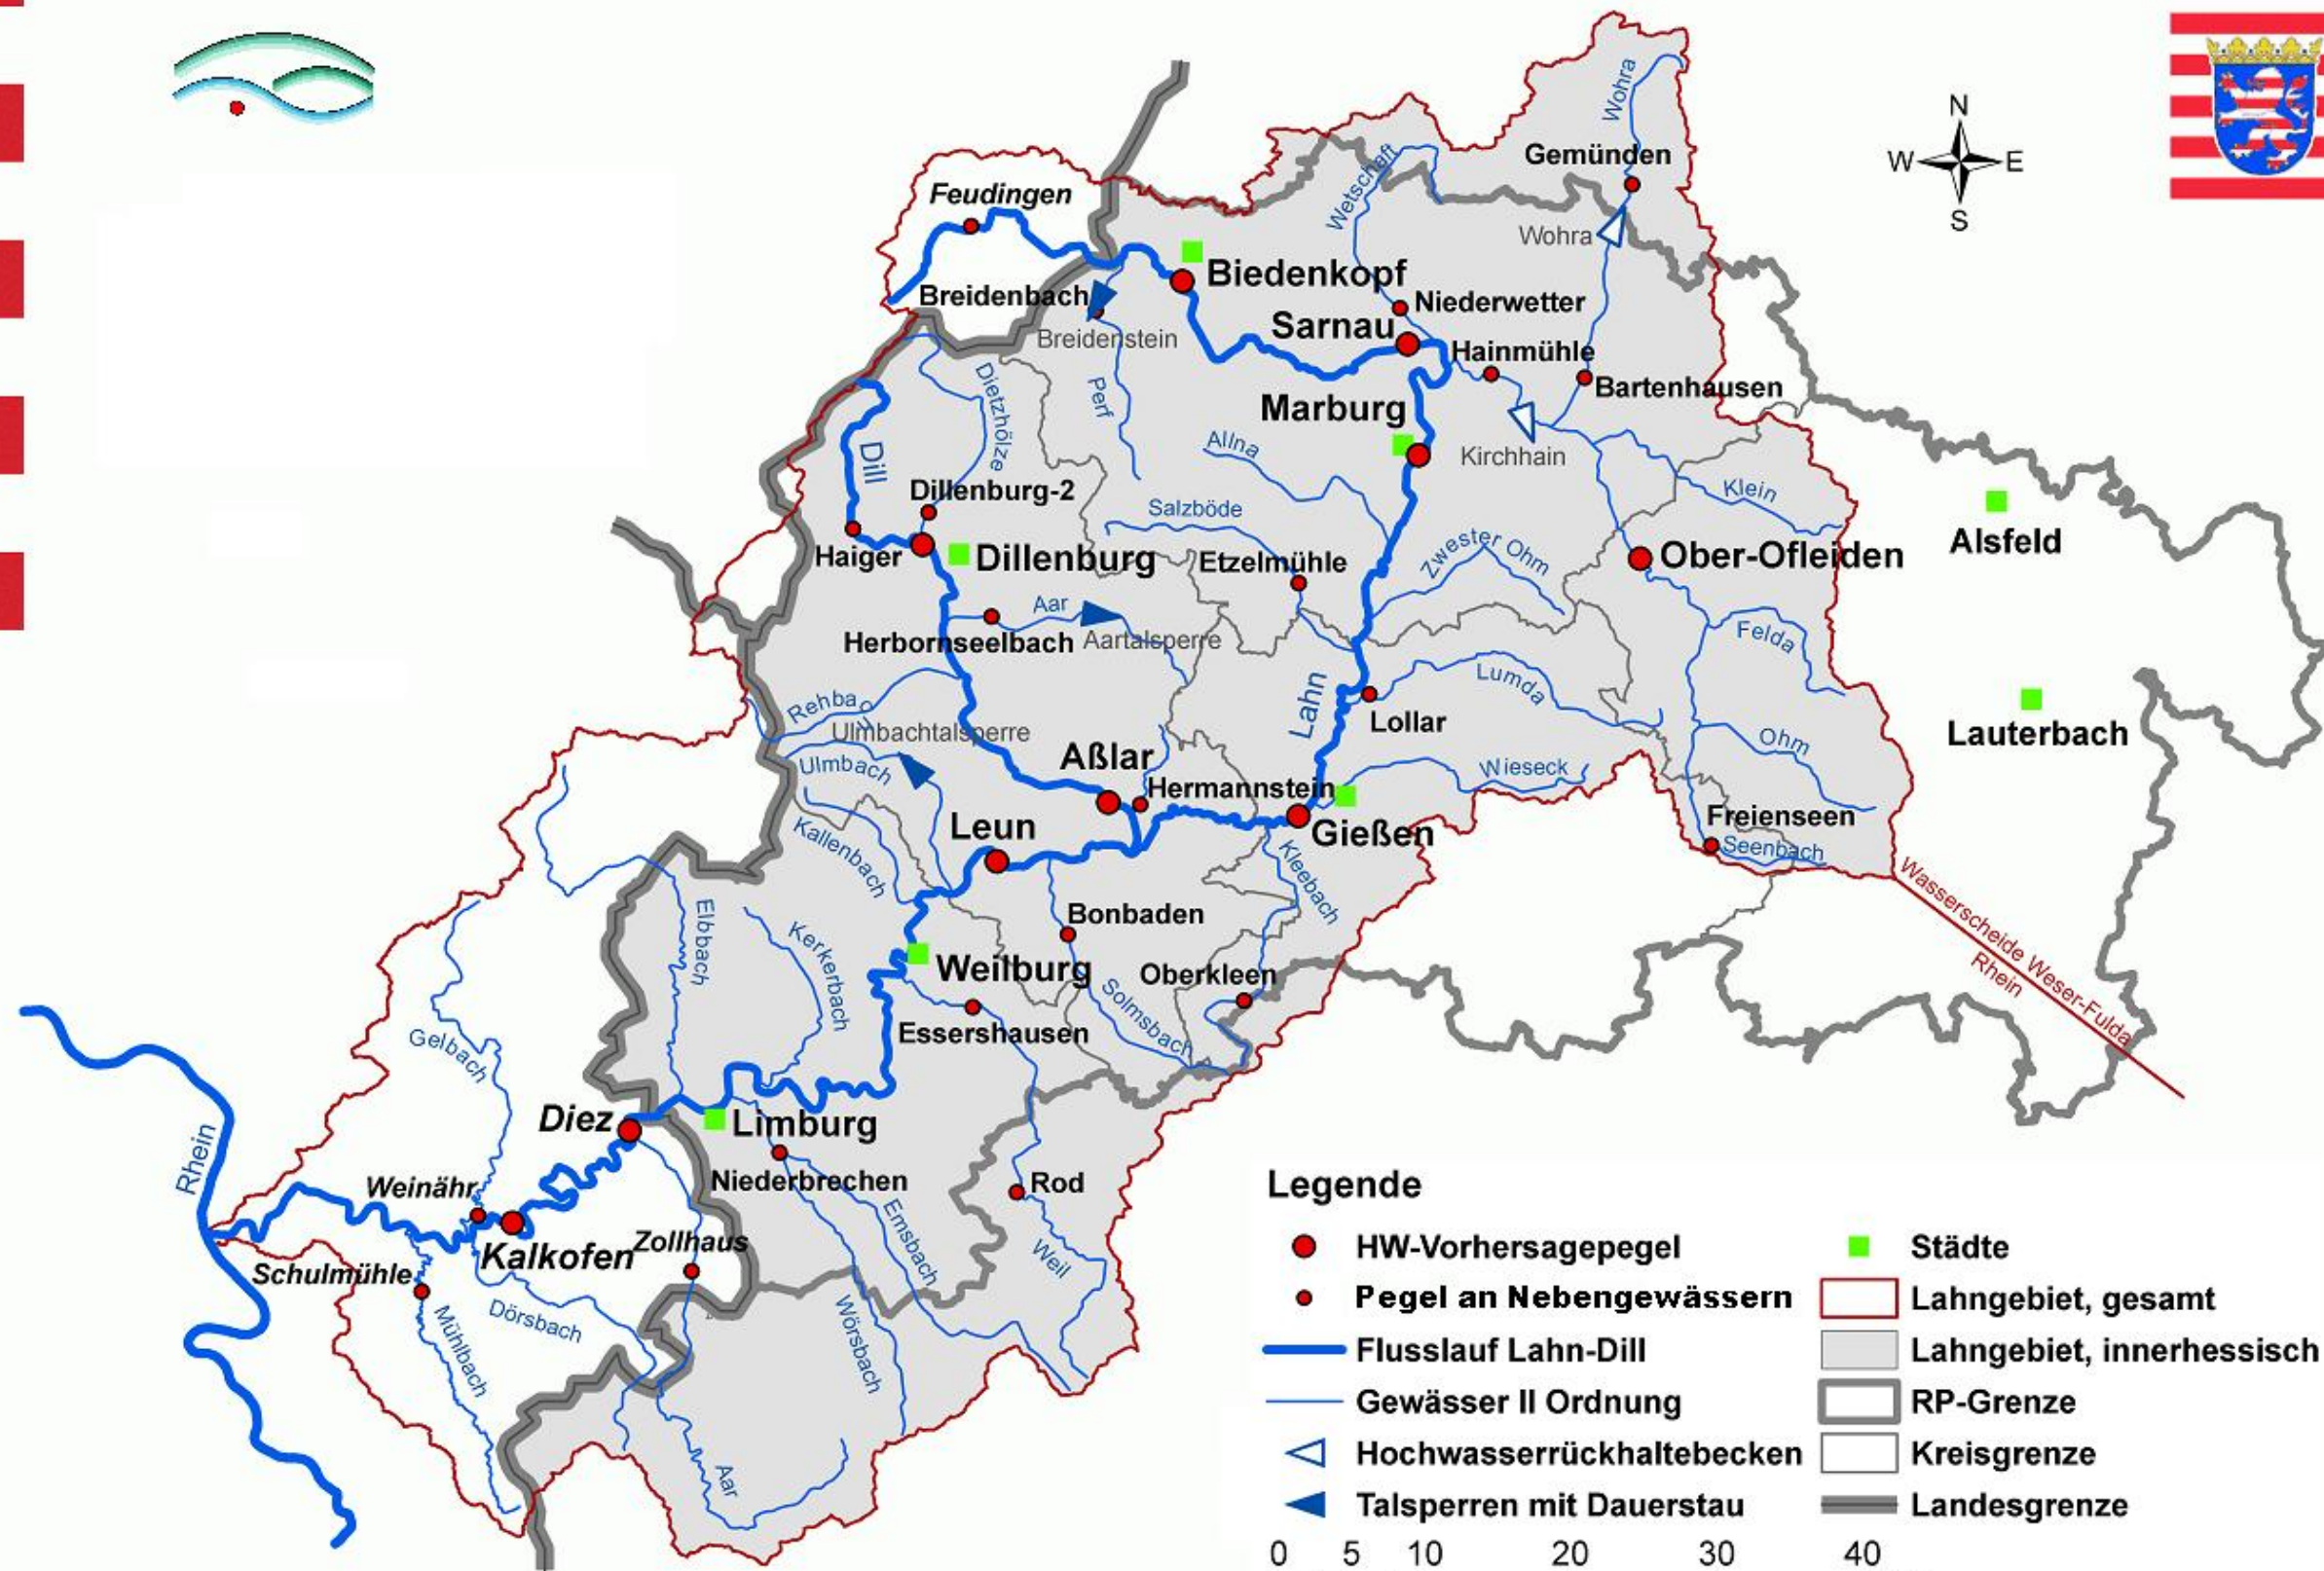 Wohra
N
W
E
S
Gemünden
Wetschaft
Feudingen
Wohra
Biedenkopf
Breidenbach
Niederwetter
Sarnau
Breidenstein
Hainmühle
Bartenhausen
Dietzhölze
Perf
Marburg
Allna
Kirchhain
Dill
Dillenburg-2
Klein
Salzböde
Alsfeld
Haiger
Dillenburg
Etzelmühle
Zwester Ohm
Ober-Ofleiden
Aar
Herbornseelbach
Aartalsperre
Felda
Lumda
Lahn
Rehba
Lollar
Ulmbachtalsperre
Lauterbach
Ohm
Aßlar
Ulmbach
Wieseck
Hermannstein
Freienseen
Leun
Gießen
Seenbach
Kallenbach
Kleebach
Wasserscheide Weser-Fulda
Rhein
Elbbach
Bonbaden
Kerkerbach
Weilburg
Oberkleen
Solmsbach
Essershausen
Gelbach
Diez
Limburg
Rhein
Niederbrechen
Rod
Weinähr
Emsbach
Weil
Kalkofen
Zollhaus
Schulmühle
Dörsbach
Mühlbach
Wörsbach
Aar
Legende
HW-Vorhersagepegel
Pegel an Nebengewässern
Flusslauf Lahn-Dill
Gewässer II Ordnung
Hochwasserrückhaltebecken
Talsperren mit Dauerstau
Städte
Lahngebiet, gesamt
Lahngebiet, innerhessisch
RP-Grenze
Kreisgrenze
Landesgrenze
0 5 10 20 30 40